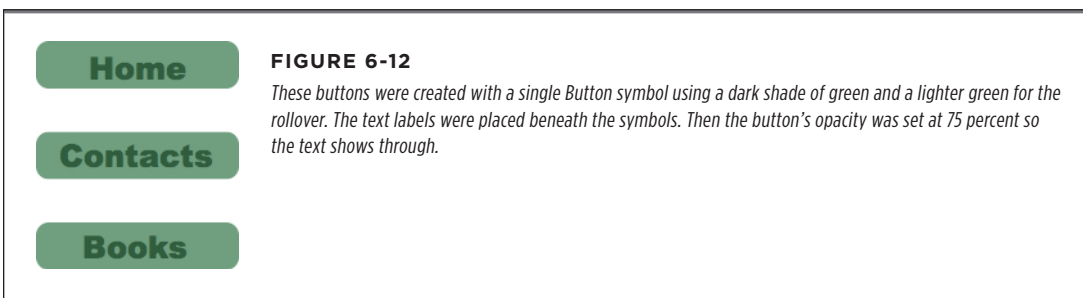 Home
Contacts
Books
FIGURE 6-12
These buttons were created with a single Button symbol using a dark shade of green and a lighter green for the
rollover. The text labels were placed beneath the symbols. Then the button's opacity was set at 75 percent so
the text shows through.